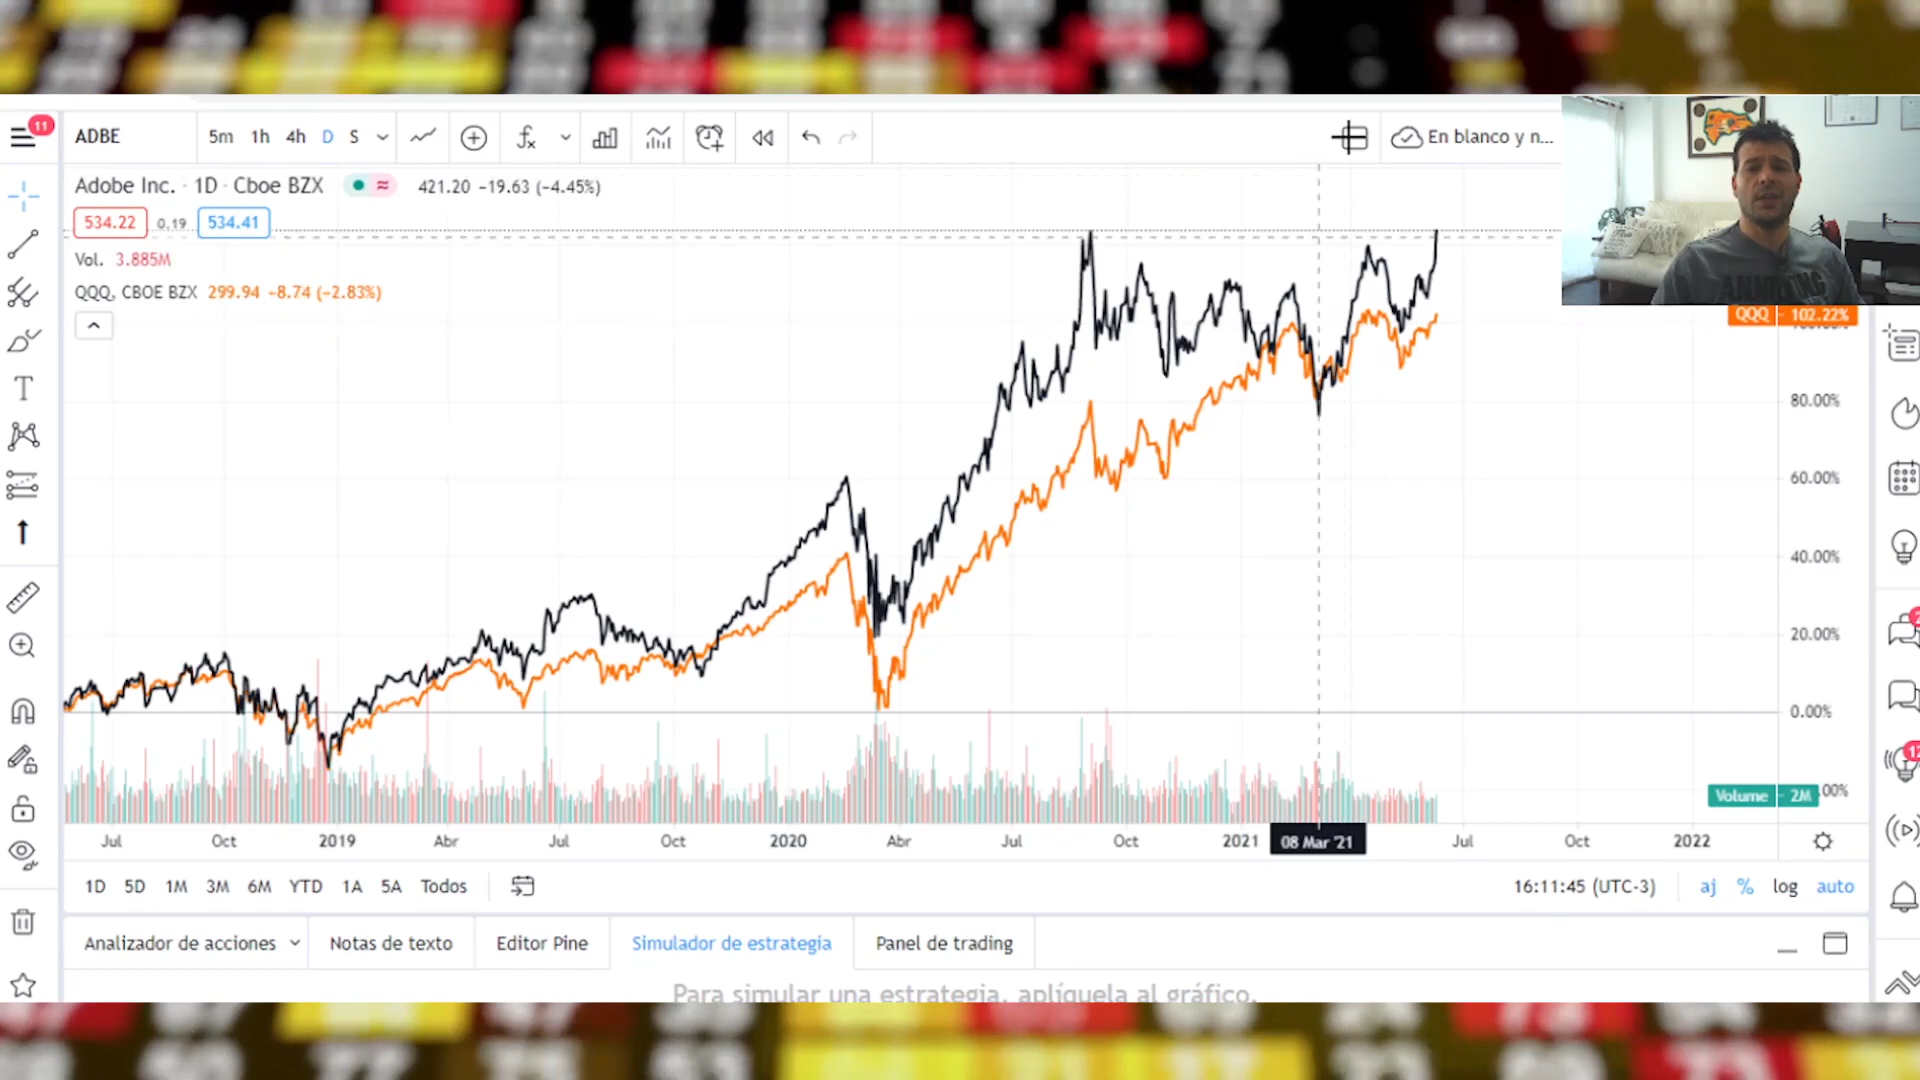 11
ADBE
5m 1h 4h D S
En blanco y n...
Adobe Inc. · 1D · Cboe BZX 421.20 −19.63 (−4.45%)
534.22 0.19 534.41
Vol. 3.885M
QQQ, CBOE BZX 299.94 −8.74 (−2.83%)
QQQ 102.22%
80.00%
60.00%
40.00%
20.00%
0.00%
Volume 2M
Jul Oct 2019 Abr Jul Oct 2020 Abr Jul Oct 2021 08 Mar '21 Jul Oct 2022
1D 5D 1M 3M 6M YTD 1A 5A Todos
16:11:45 (UTC-3) aj % log auto
Analizador de acciones Notas de texto Editor Pine Simulador de estrategia Panel de trading
Para simular una estrategia, aplíquela al gráfico.